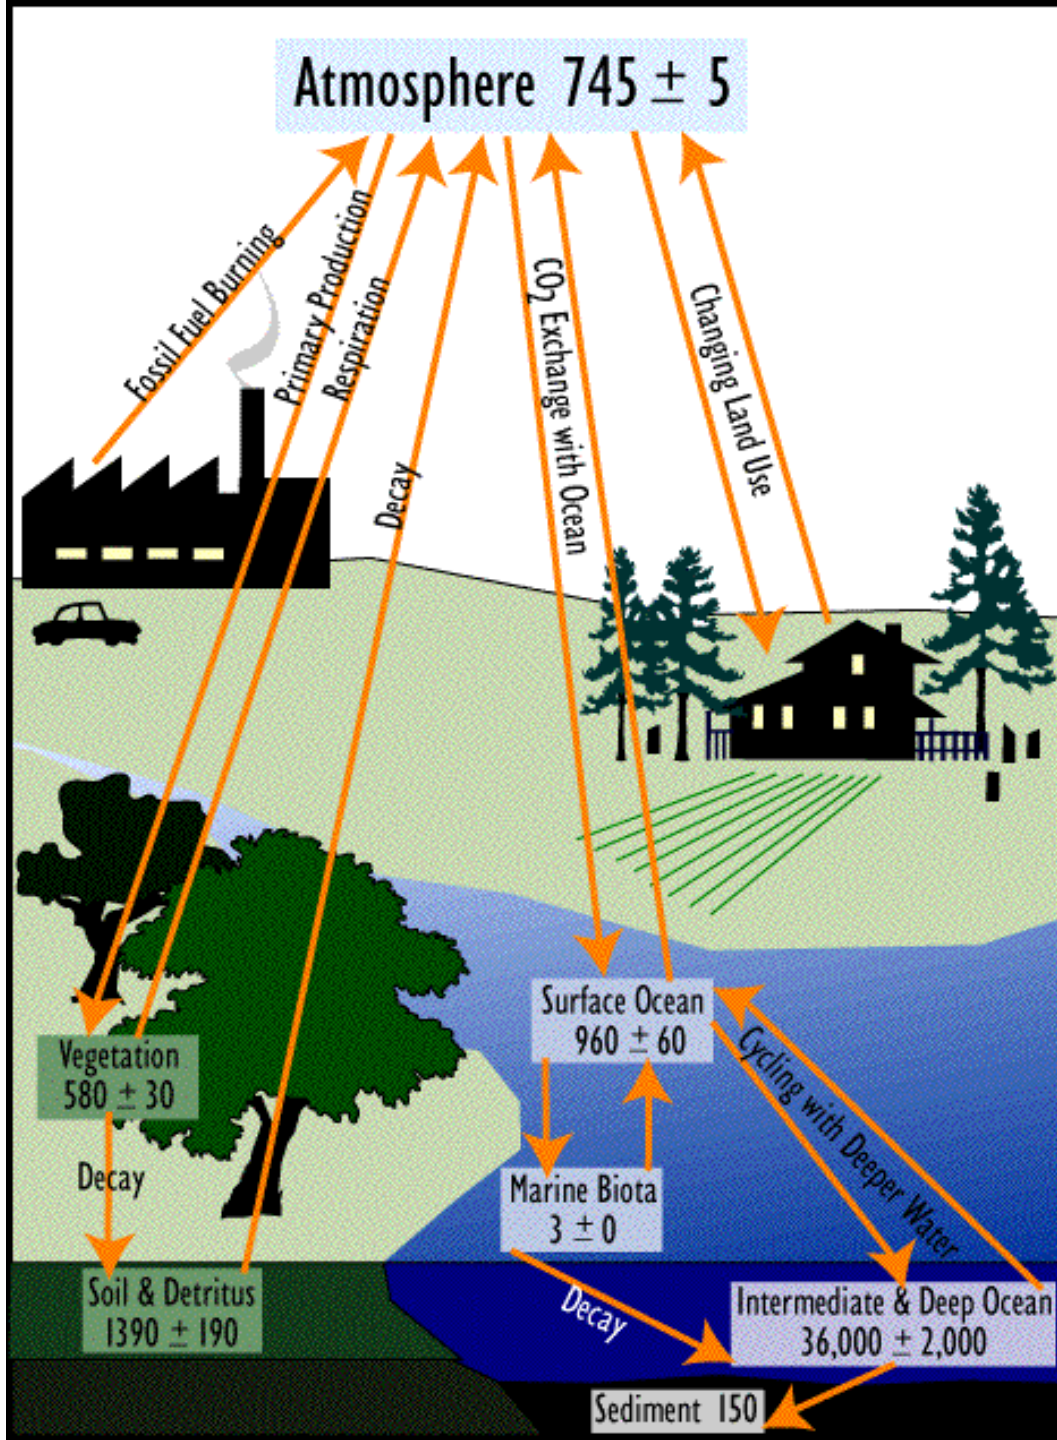 Atmosphere 745 ± 5
Fossil Fuel Burning
Primary Production
Respiration
Decay
CO₂ Exchange with Ocean
Changing Land Use
Surface Ocean
960 ± 60
Vegetation
580 ± 30
Cycling with Deeper Water
Decay
Marine Biota
3 ± 0
Soil & Detritus
1390 ± 190
Decay
Intermediate & Deep Ocean
36,000 ± 2,000
Sediment 150